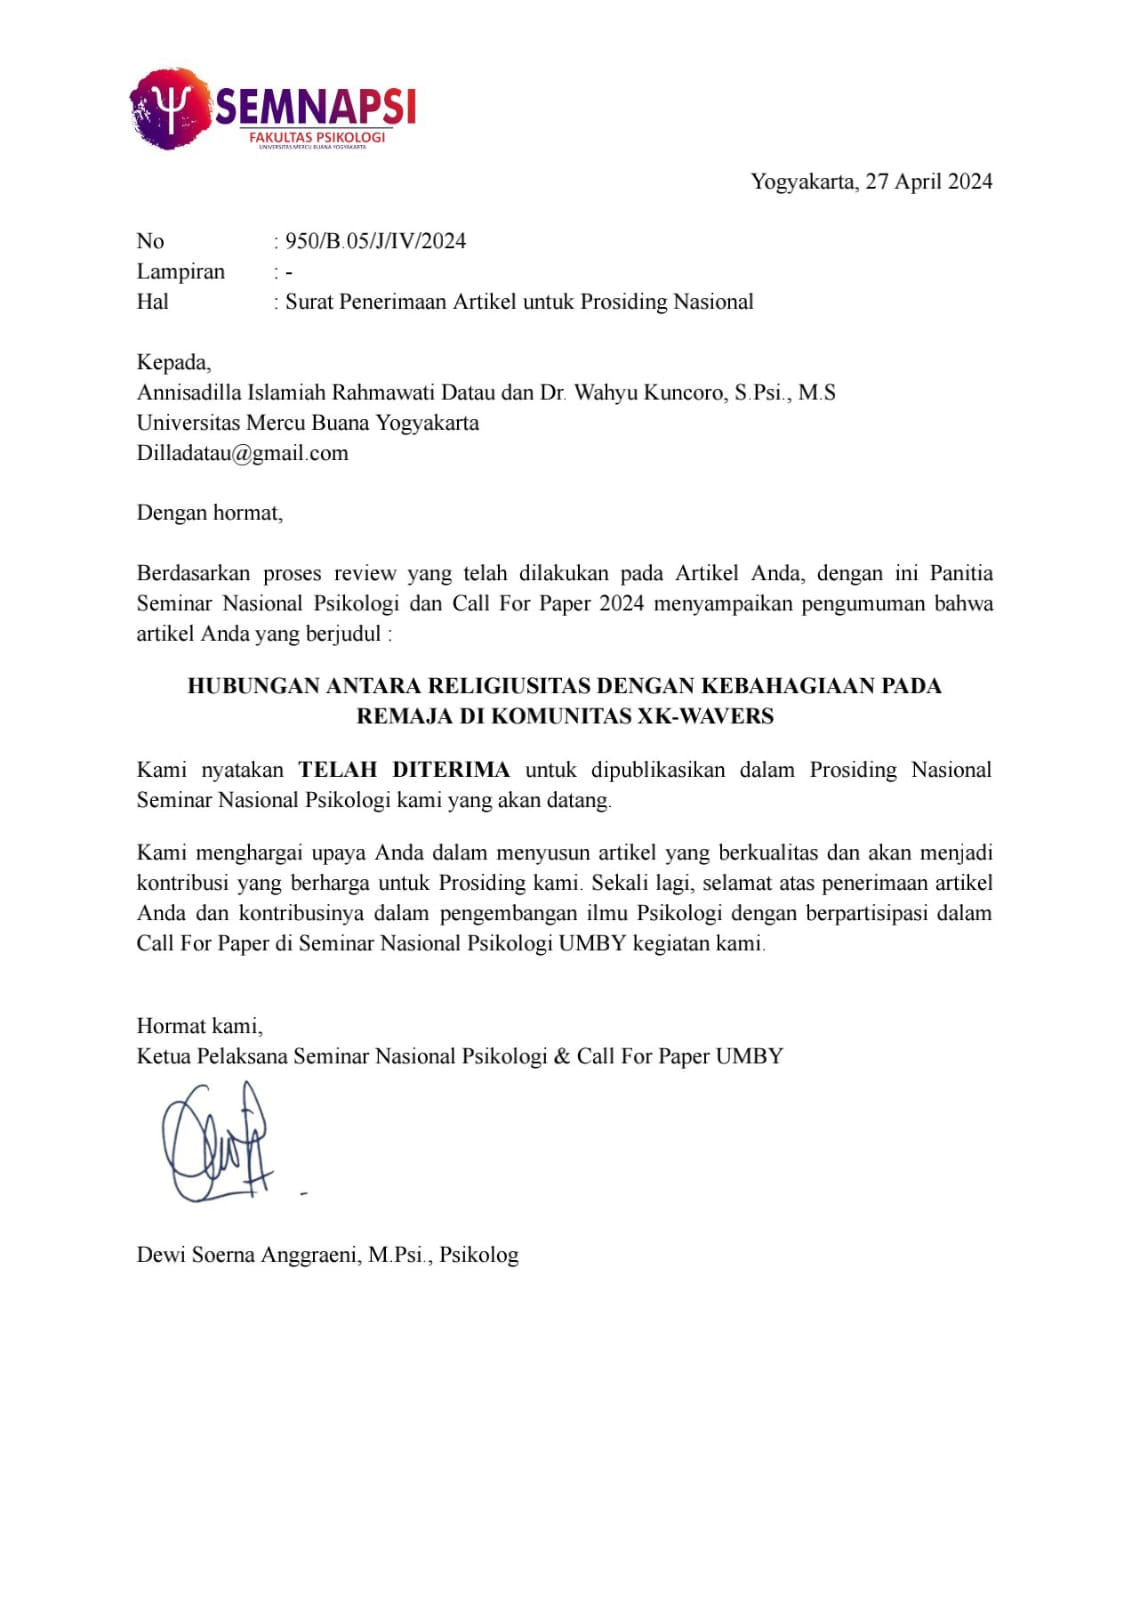 SEMNAPSI
FAKULTAS PSIKOLOGI
UNIVERSITAS MERCU BUANA YOGYAKARTA
Yogyakarta, 27 April 2024
No : 950/B.05/J/IV/2024
Lampiran : -
Hal : Surat Penerimaan Artikel untuk Prosiding Nasional
Kepada,
Annisadilla Islamiah Rahmawati Datau dan Dr. Wahyu Kuncoro, S.Psi., M.S
Universitas Mercu Buana Yogyakarta
Dilladatau@gmail.com
Dengan hormat,
Berdasarkan proses review yang telah dilakukan pada Artikel Anda, dengan ini Panitia
Seminar Nasional Psikologi dan Call For Paper 2024 menyampaikan pengumuman bahwa
artikel Anda yang berjudul :
HUBUNGAN ANTARA RELIGIUSITAS DENGAN KEBAHAGIAAN PADA
REMAJA DI KOMUNITAS XK-WAVERS
Kami nyatakan TELAH DITERIMA untuk dipublikasikan dalam Prosiding Nasional
Seminar Nasional Psikologi kami yang akan datang.
Kami menghargai upaya Anda dalam menyusun artikel yang berkualitas dan akan menjadi
kontribusi yang berharga untuk Prosiding kami. Sekali lagi, selamat atas penerimaan artikel
Anda dan kontribusinya dalam pengembangan ilmu Psikologi dengan berpartisipasi dalam
Call For Paper di Seminar Nasional Psikologi UMBY kegiatan kami.
Hormat kami,
Ketua Pelaksana Seminar Nasional Psikologi & Call For Paper UMBY
Dewi Soerna Anggraeni, M.Psi., Psikolog